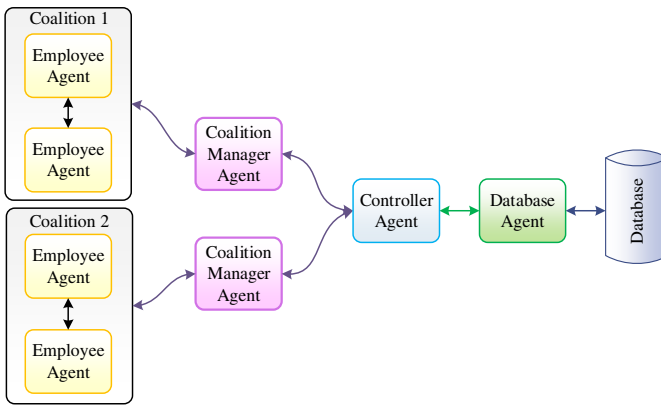 Coalition 1
Employee
Agent
Employee
Agent
Coalition 2
Employee
Agent
Employee
Agent
Coalition
Manager
Agent
Coalition
Manager
Agent
Controller
Agent
Database
Agent
Database